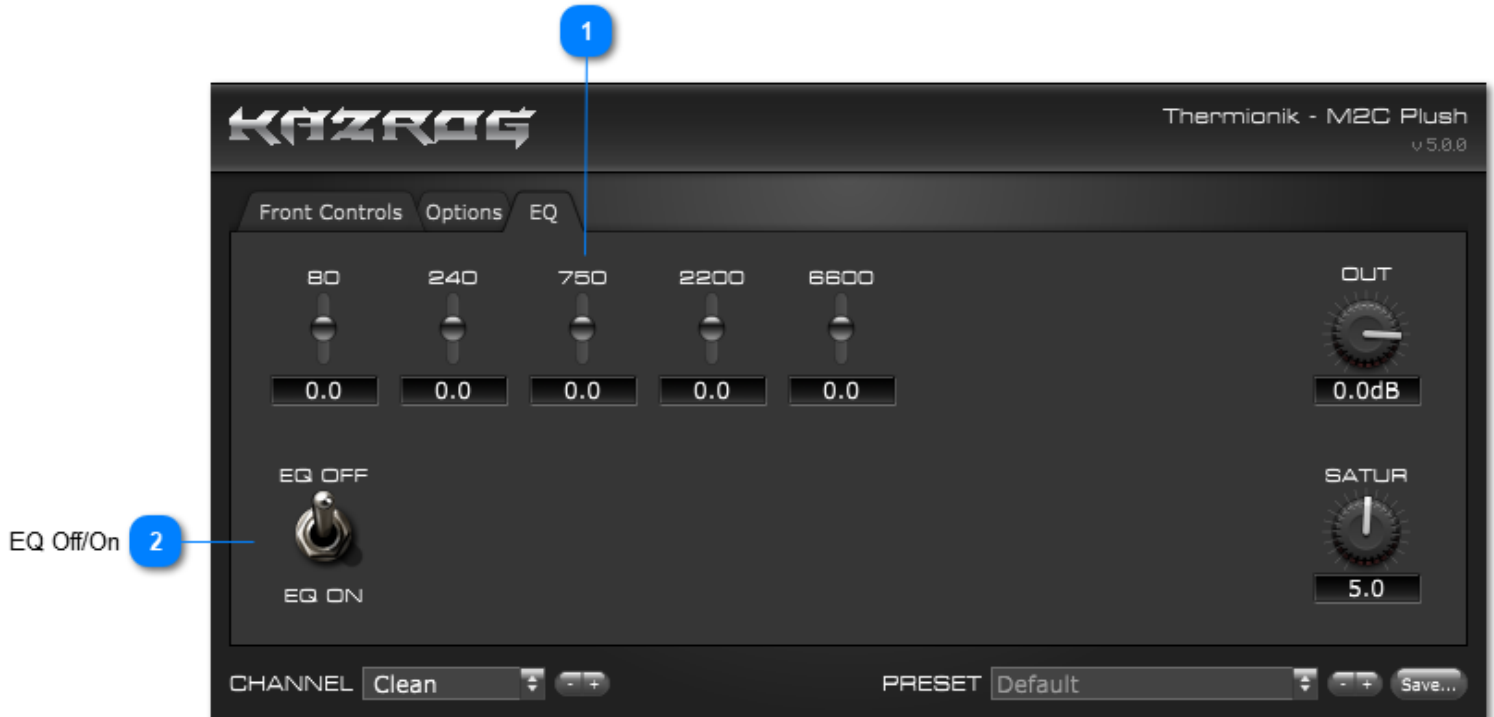 1
KAZROG
Thermionik - M2C Plush
v 5.0.0
Front Controls Options EQ
80 240 750 2200 6600 OUT
0.0 0.0 0.0 0.0 0.0 0.0dB
EQ OFF SATUR
EQ Off/On 2
EQ ON 5.0
CHANNEL Clean - + PRESET Default - + Save...